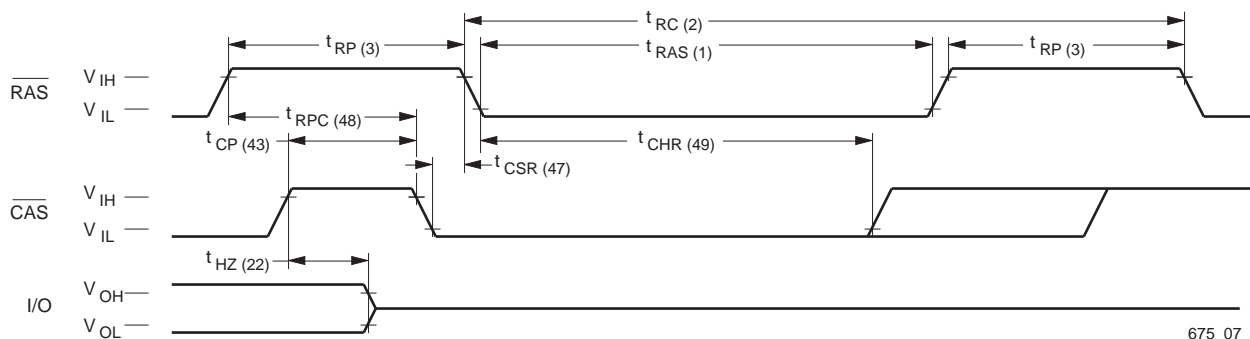 t RC (2)
t RP (3)
t RAS (1)
t RP (3)
RAS
V IH
V IL
t RPC (48)
t CP (43)
t CHR (49)
t CSR (47)
CAS
V IH
V IL
t HZ (22)
I/O
V OH
V OL
675 07